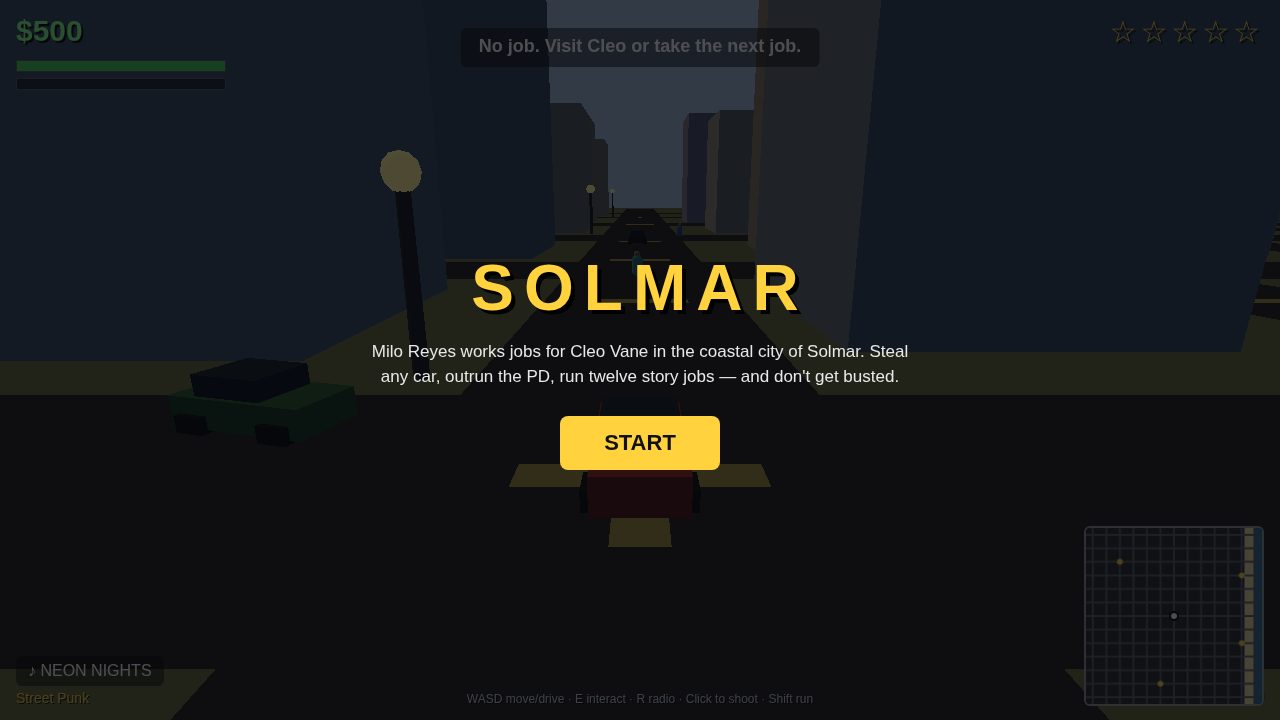 $500
No job. Visit Cleo or take the next job.
☆☆☆☆☆
SOLMAR
Milo Reyes works jobs for Cleo Vane in the coastal city of Solmar. Steal
any car, outrun the PD, run twelve story jobs — and don't get busted.
START
♪ NEON NIGHTS
Street Punk
WASD move/drive · E interact · R radio · Click to shoot · Shift run